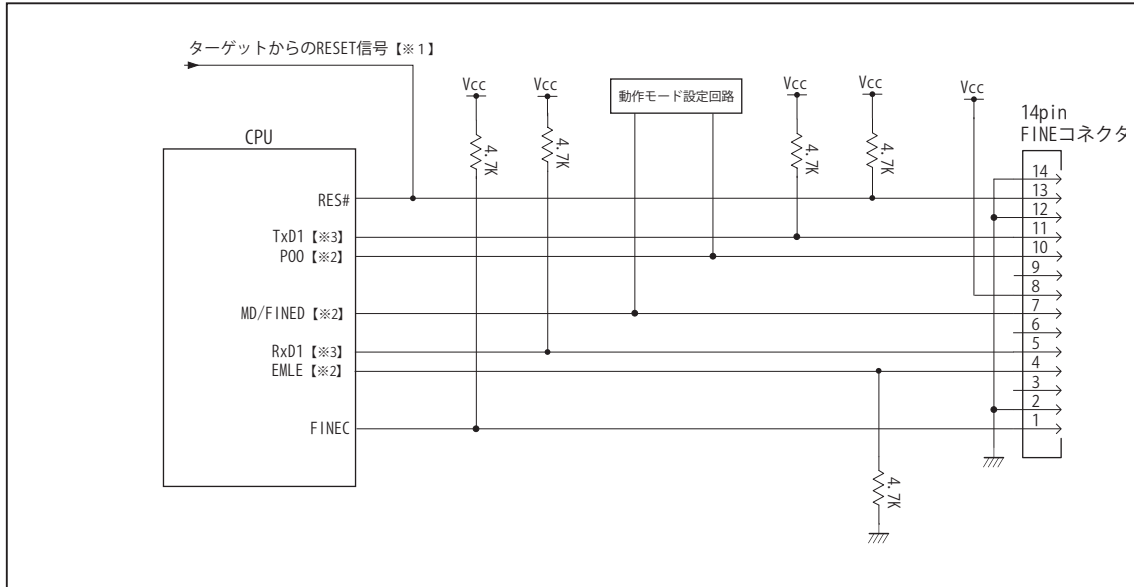 ターゲットからのRESET信号【※1】
Vcc
Vcc
動作モード設定回路
Vcc
Vcc
Vcc
14pin
FINEコネクタ
CPU
4.7K
4.7K
4.7K
4.7K
14
RES#
13
12
TxD1【※3】
11
P00【※2】
10
9
8
MD/FINED【※2】
7
6
RxD1【※3】
5
EMLE【※2】
4
3
2
FINEC
1
4.7K